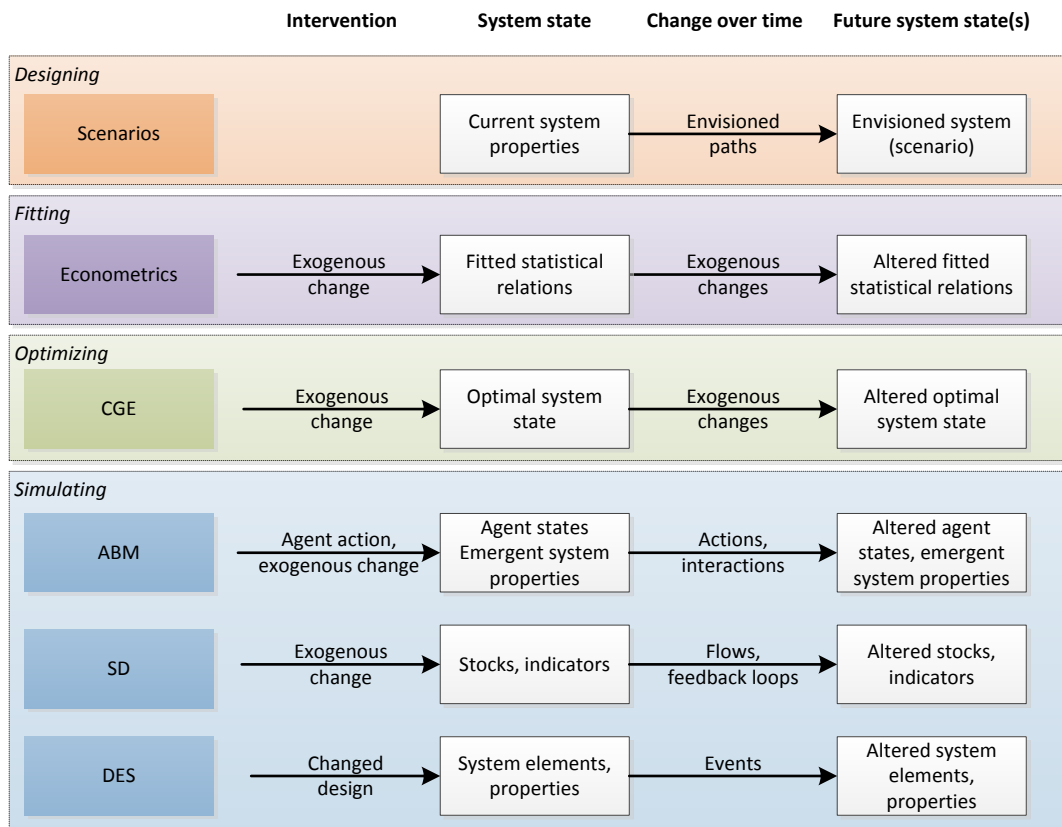 Intervention
System state
Change over time
Future system state(s)
Designing
Scenarios
Current system
properties
Envisioned
paths
Envisioned system
(scenario)
Fitting
Econometrics
Exogenous
change
Fitted statistical
relations
Exogenous
changes
Altered fitted
statistical relations
Optimizing
CGE
Exogenous
change
Optimal system
state
Exogenous
changes
Altered optimal
system state
Simulating
ABM
Agent action,
exogenous change
Agent states
Emergent system
properties
Actions,
interactions
Altered agent
states, emergent
system properties
SD
Exogenous
change
Stocks, indicators
Flows,
feedback loops
Altered stocks,
indicators
DES
Changed
design
System elements,
properties
Events
Altered system
elements,
properties